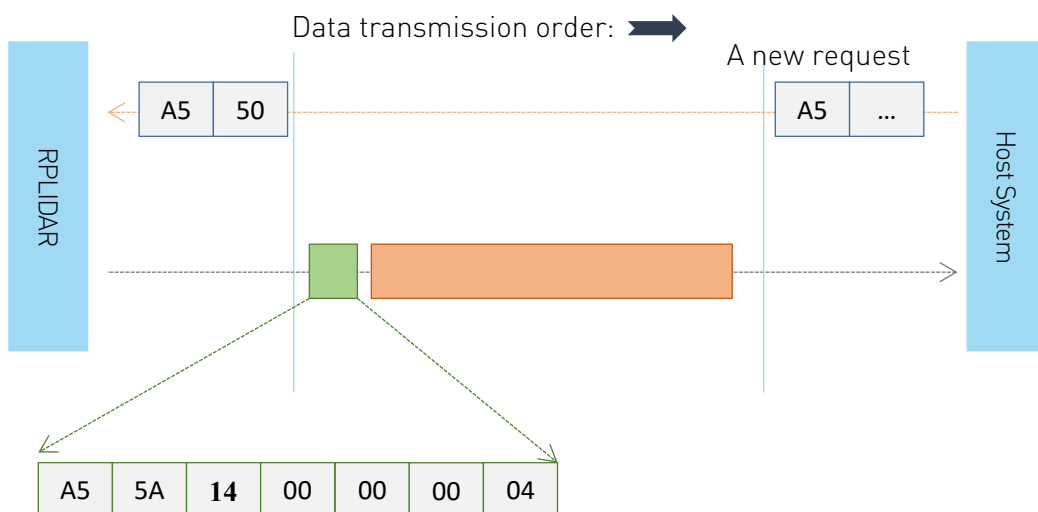 Data transmission order:
A new request
A5 50
A5 ...
RPLIDAR
Host System
A5 5A 14 00 00 00 04